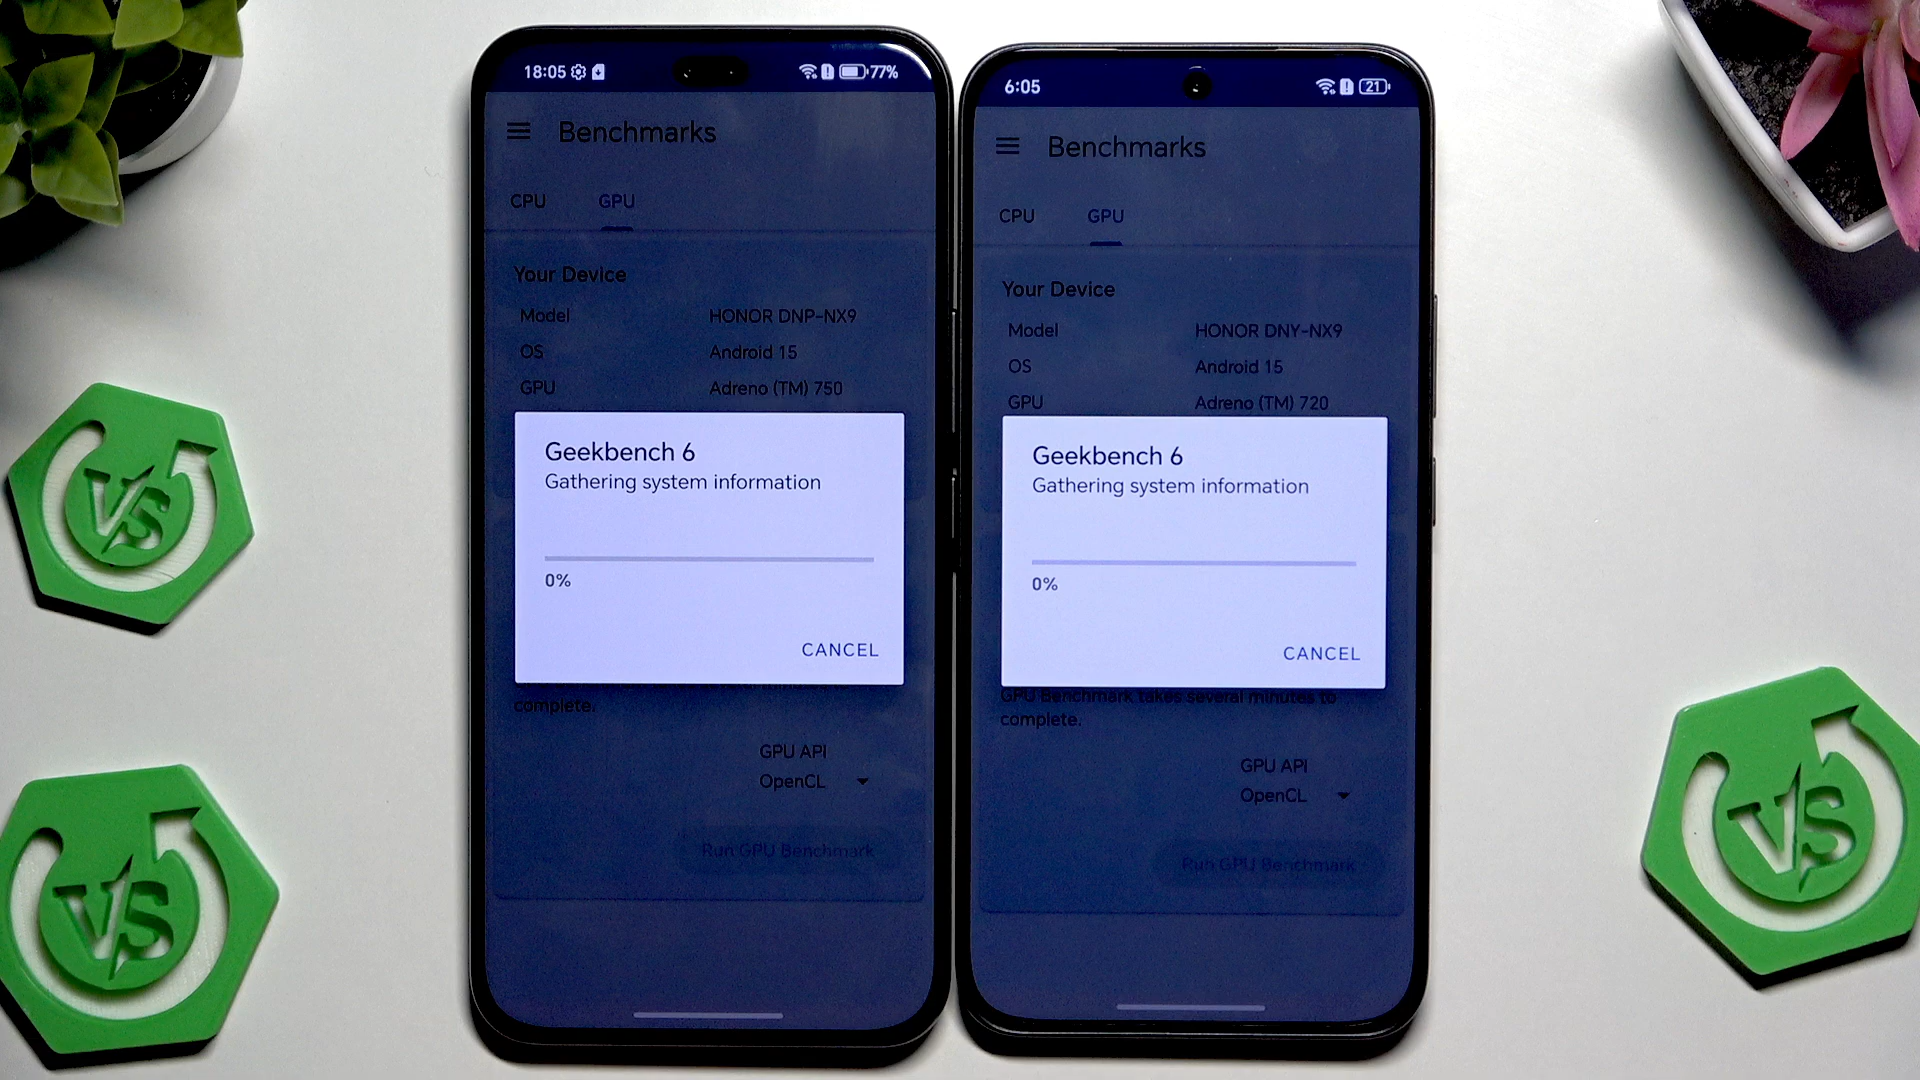 18:05 77%
Benchmarks
CPU GPU
Your Device
Model HONOR DNP-NX9
OS Android 15
GPU Adreno (TM) 750
Geekbench 6
Gathering system information
0%
CANCEL
complete.
GPU API
OpenCL
Run GPU Benchmark
6:05 21
Benchmarks
CPU GPU
Your Device
Model HONOR DNY-NX9
OS Android 15
GPU Adreno (TM) 720
Geekbench 6
Gathering system information
0%
CANCEL
GPU Benchmark takes several minutes to
complete.
GPU API
OpenCL
Run GPU Benchmark
VS
VS
VS